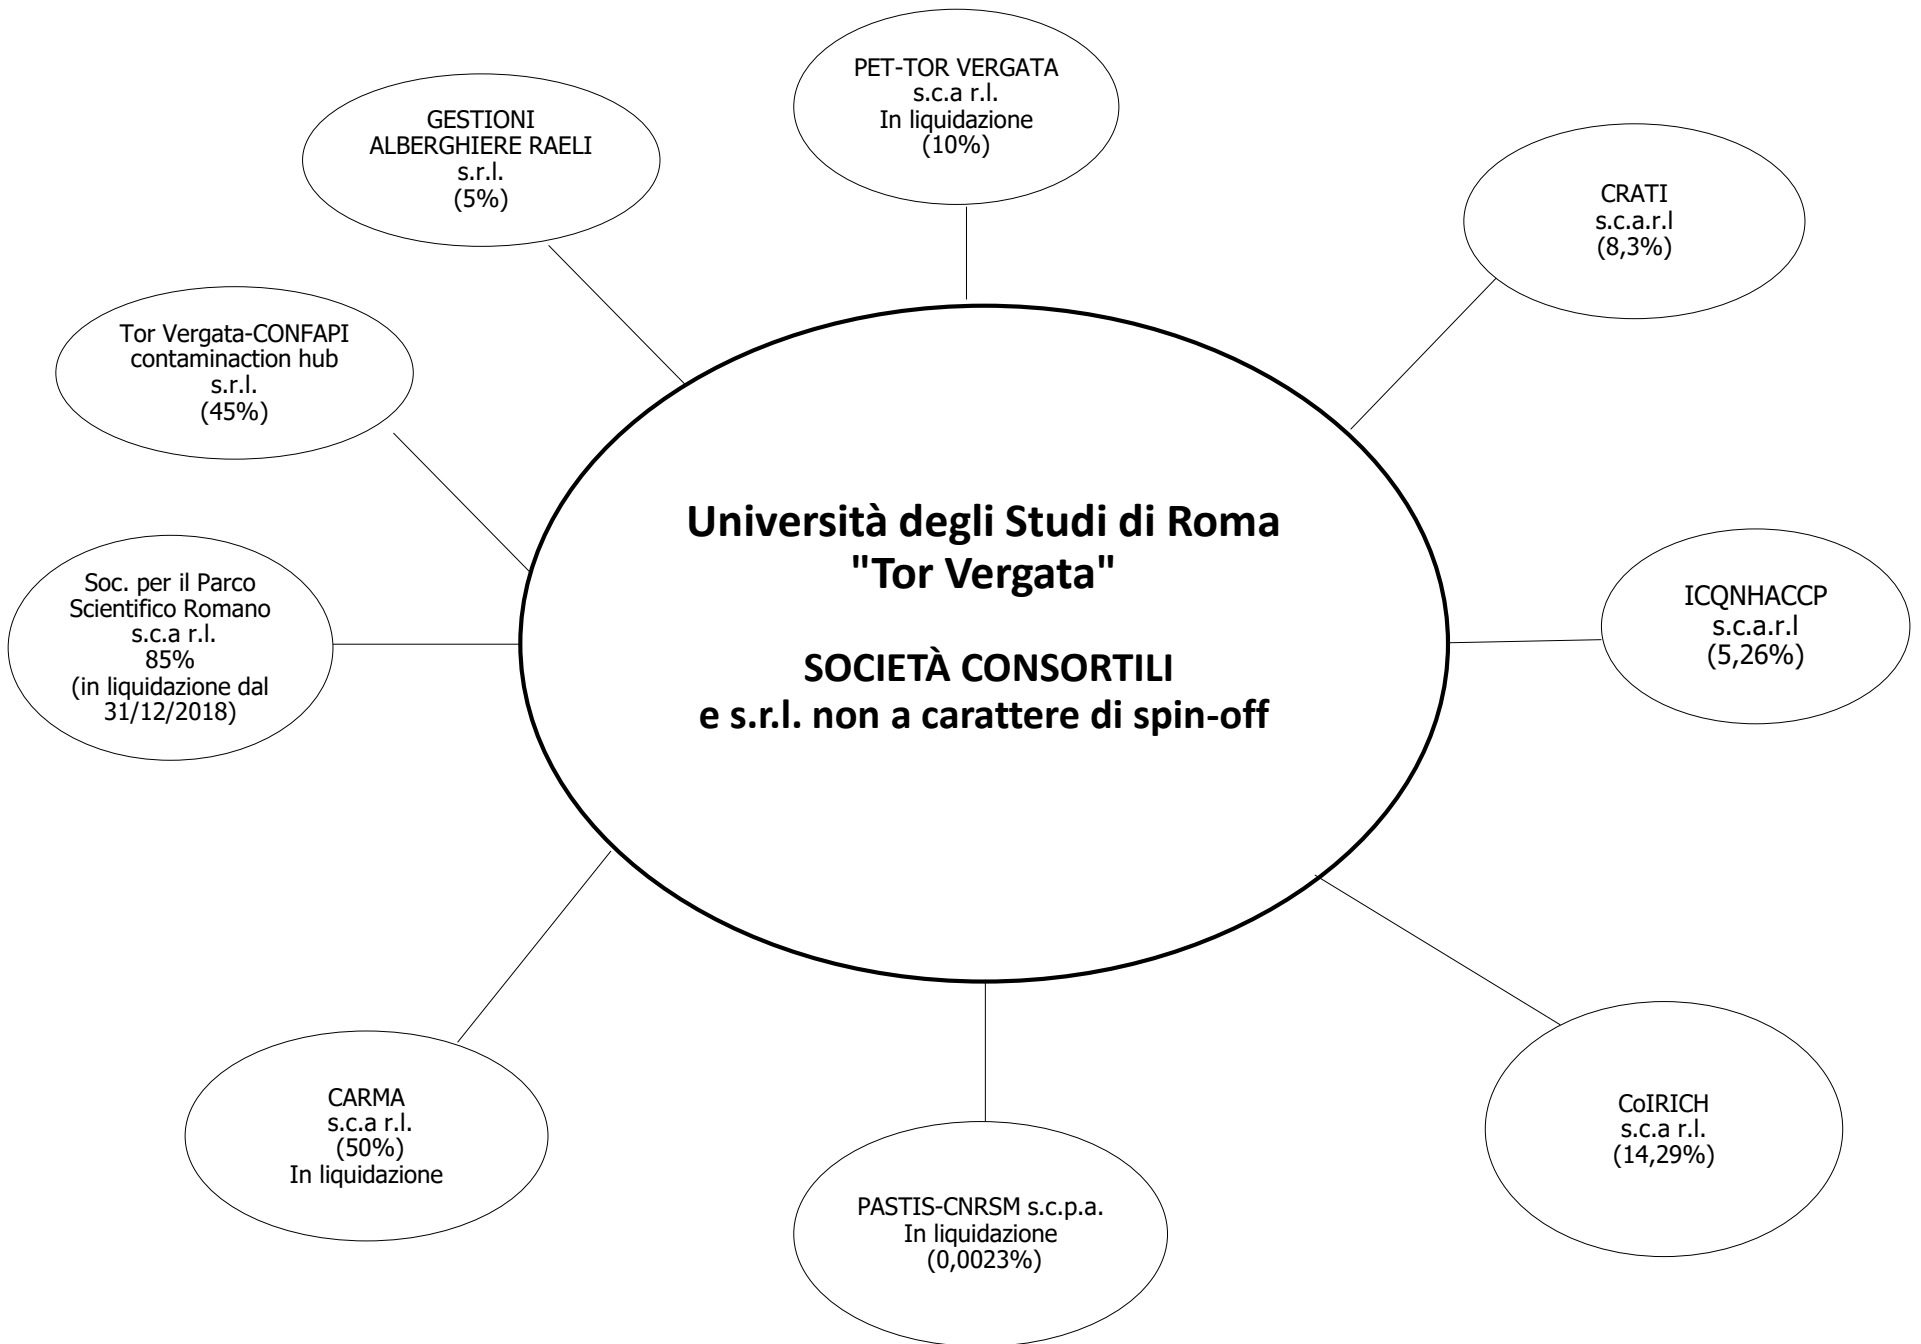 PET-TOR VERGATA
s.c.a r.l.
In liquidazione
(10%)
GESTIONI
ALBERGHIERE RAELI
s.r.l.
(5%)
CRATI
s.c.a.r.l
(8,3%)
Tor Vergata-CONFAPI
contaminaction hub
s.r.l.
(45%)
Università degli Studi di Roma
"Tor Vergata"
SOCIETÀ CONSORTILI
e s.r.l. non a carattere di spin-off
Soc. per il Parco
Scientifico Romano
s.c.a r.l.
85%
(in liquidazione dal
31/12/2018)
ICQNHACCP
s.c.a.r.l
(5,26%)
CARMA
s.c.a r.l.
(50%)
In liquidazione
PASTIS-CNRSM s.c.p.a.
In liquidazione
(0,0023%)
CoIRICH
s.c.a r.l.
(14,29%)